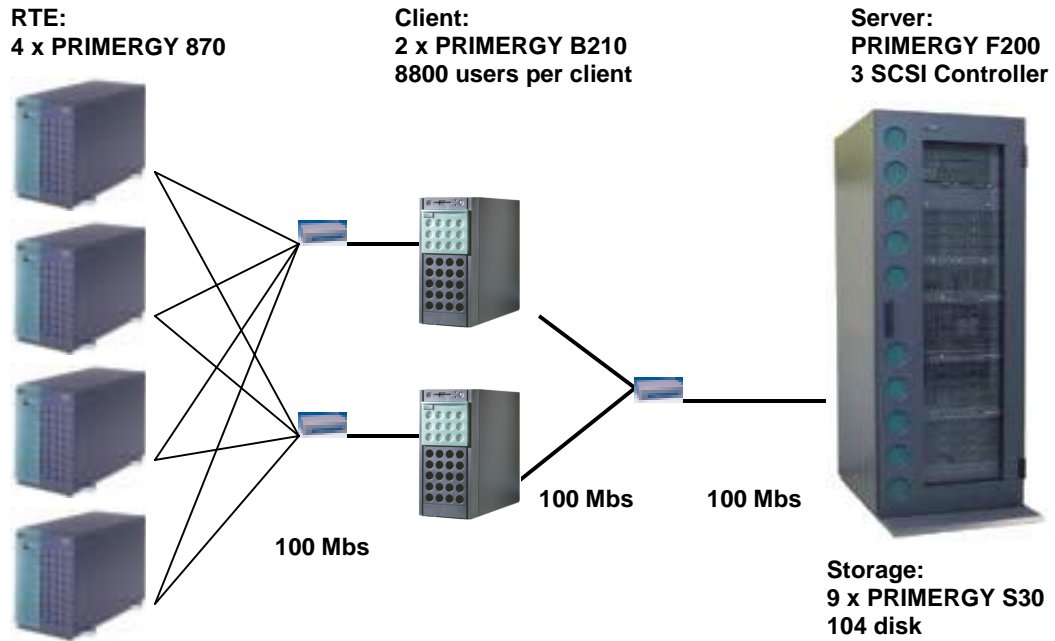 RTE:
4 x PRIMERGY 870
Client:
2 x PRIMERGY B210
8800 users per client
Server:
PRIMERGY F200
3 SCSI Controller
100 Mbs
100 Mbs
100 Mbs
Storage:
9 x PRIMERGY S30
104 disk